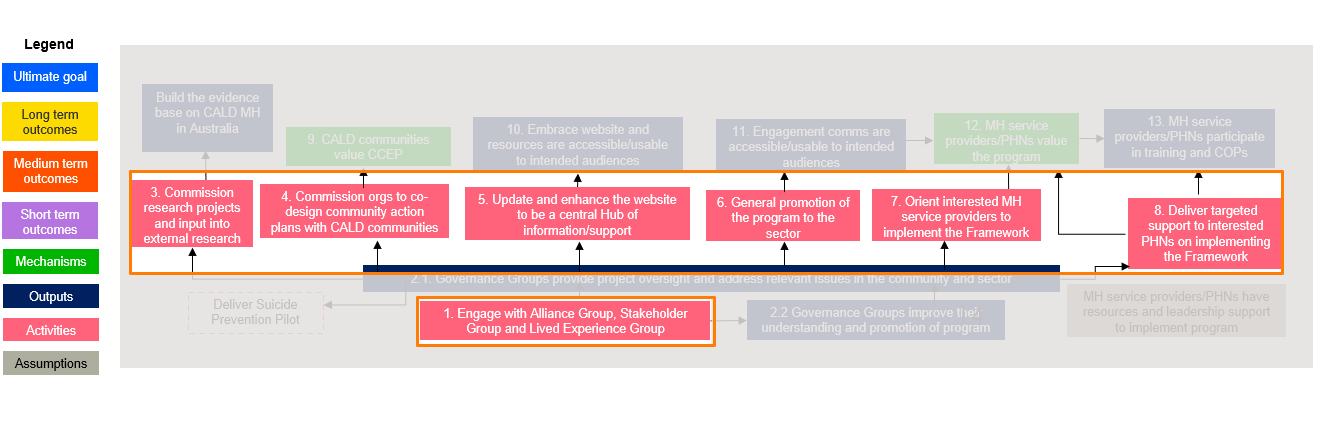 Legend
Ultimate goal
Long term
outcomes
Medium term
outcomes
Short term
outcomes
Mechanisms
Outputs
Activities
Assumptions
Build the evidence
base on CALD MH
in Australia
9. CALD communities
value CCEP
10. Embrace website and
resources are accessible/usable
to intended audiences
11. Engagement comms are
accessible/usable to intended
audiences
12. MH service
providers/PHNs value
the program
13. MH service
providers/PHNs participate
in training and COPs
3. Commission
research projects
and input into
external research
4. Commission orgs to co-
design community action
plans with CALD communities
5. Update and enhance the website
to be a central Hub of
information/support
6. General promotion of
the program to the
sector
7. Orient interested MH
service providers to
implement the Framework
8. Deliver targeted
support to interested
PHNs on implementing
the Framework
2.1. Governance Groups provide project oversight and address relevant issues in the community and sector
Deliver Suicide
Prevention Pilot
1. Engage with Alliance Group, Stakeholder
Group and Lived Experience Group
2.2 Governance Groups improve their
understanding and promotion of program
MH service providers/PHNs have
resources and leadership support
to implement program